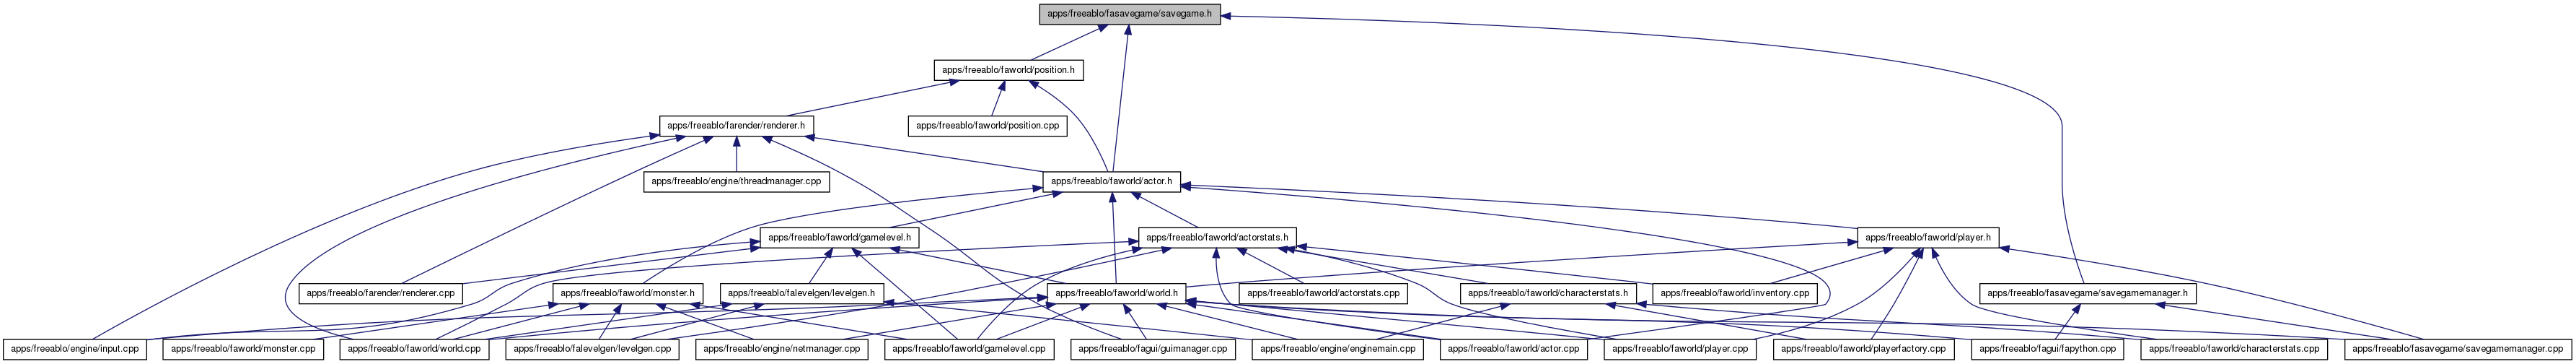 apps/freeablo/fasavegame/savegame.h
apps/freeablo/faworld/position.h
apps/freeablo/farender/renderer.h
apps/freeablo/faworld/position.cpp
apps/freeablo/engine/threadmanager.cpp
apps/freeablo/faworld/actor.h
apps/freeablo/faworld/gamelevel.h
apps/freeablo/faworld/actorstats.h
apps/freeablo/faworld/player.h
apps/freeablo/farender/renderer.cpp
apps/freeablo/faworld/monster.h
apps/freeablo/falevelgen/levelgen.h
apps/freeablo/faworld/world.h
apps/freeablo/faworld/actorstats.cpp
apps/freeablo/faworld/characterstats.h
apps/freeablo/faworld/inventory.cpp
apps/freeablo/fasavegame/savegamemanager.h
apps/freeablo/engine/input.cpp
apps/freeablo/faworld/monster.cpp
apps/freeablo/faworld/world.cpp
apps/freeablo/falevelgen/levelgen.cpp
apps/freeablo/engine/netmanager.cpp
apps/freeablo/faworld/gamelevel.cpp
apps/freeablo/fagui/guimanager.cpp
apps/freeablo/engine/enginemain.cpp
apps/freeablo/faworld/actor.cpp
apps/freeablo/faworld/player.cpp
apps/freeablo/faworld/playerfactory.cpp
apps/freeablo/fagui/fapython.cpp
apps/freeablo/faworld/characterstats.cpp
apps/freeablo/fasavegame/savegamemanager.cpp